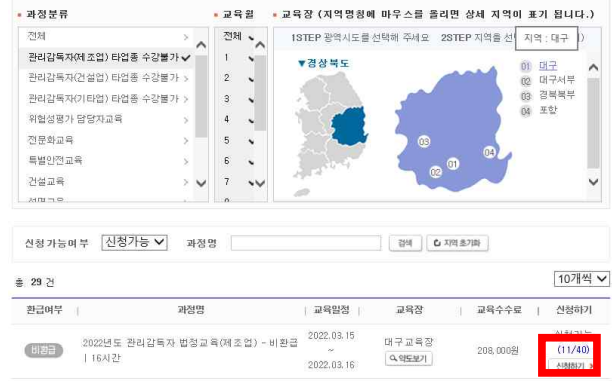 과정분류
전체
관리감독자(제조업) 타업종 수강불가
관리감독자(건설업) 타업종 수강불가
관리감독자(기타업) 타업종 수강불가
위험성평가 담당자교육
전문화교육
특별안전교육
건설교육
교육월
전체
1
2
3
4
5
6
7
교육장 (지역명칭에 마우스를 올리면 상세 지역이 표기 됩니다.)
1STEP 광역시도를 선택해 주세요 2STEP 지역을 선
지역 : 대구
▼경상북도
03
04
01
02
01 대구
02 대구서부
03 경북북부
04 포항
신청가능여부 신청가능 과정명 검색 지역 초기화
총 29 건
10개씩
환급여부 | 과정명 | 교육일정 | 교육장 | 교육수수료 | 신청하기
비환급
2022년도 관리감독자 법정교육(제조업) - 비환급 | 16시간
2022.03.15
~
2022.03.16
대구교육장
약도보기
208,000원
신청가능
(11/40)
신청하기